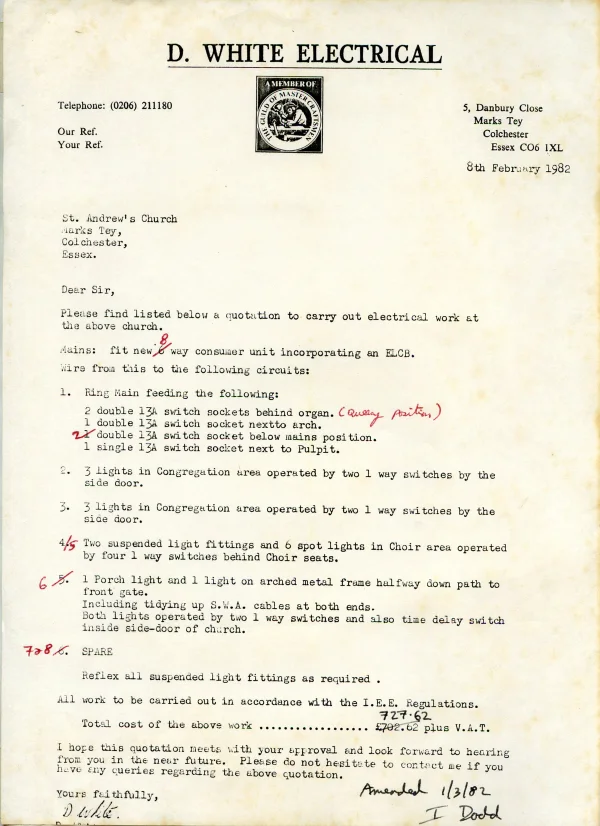 D. WHITE ELECTRICAL
A MEMBER OF
THE GUILD OF MASTER CRAFTSMEN
Telephone: (0206) 211180
Our Ref.
Your Ref.
5, Danbury Close
Marks Tey
Colchester
Essex CO6 1XL
8th February 1982
St. Andrew's Church
Marks Tey,
Colchester,
Essex.
Dear Sir,
Please find listed below a quotation to carry out electrical work at
the above church.
8
Mains: fit new 6 way consumer unit incorporating an ELCB.
Wire from this to the following circuits:
1. Ring Main feeding the following:
2 double 13A switch sockets behind organ. (Query Position)
1 double 13A switch socket nextto arch.
2 1 double 13A switch socket below mains position.
1 single 13A switch socket next to Pulpit.
2. 3 lights in Congregation area operated by two 1 way switches by the
side door.
3. 3 lights in Congregation area operated by two 1 way switches by the
side door.
4/5 Two suspended light fittings and 6 spot lights in Choir area operated
by four 1 way switches behind Choir seats.
6 5. 1 Porch light and 1 light on arched metal frame halfway down path to
front gate.
Including tidying up S.W.A. cables at both ends.
Both lights operated by two 1 way switches and also time delay switch
inside side-door of church.
7&8 6. SPARE
Reflex all suspended light fittings as required .
All work to be carried out in accordance with the I.E.E. Regulations.
727.62
Total cost of the above work .................. £702.62 plus V.A.T.
I hope this quotation meets with your approval and look forward to hearing
from you in the near future. Please do not hesitate to contact me if you
have any queries regarding the above quotation.
Yours faithfully,
Amended 1/3/82
D White.
I Dodd